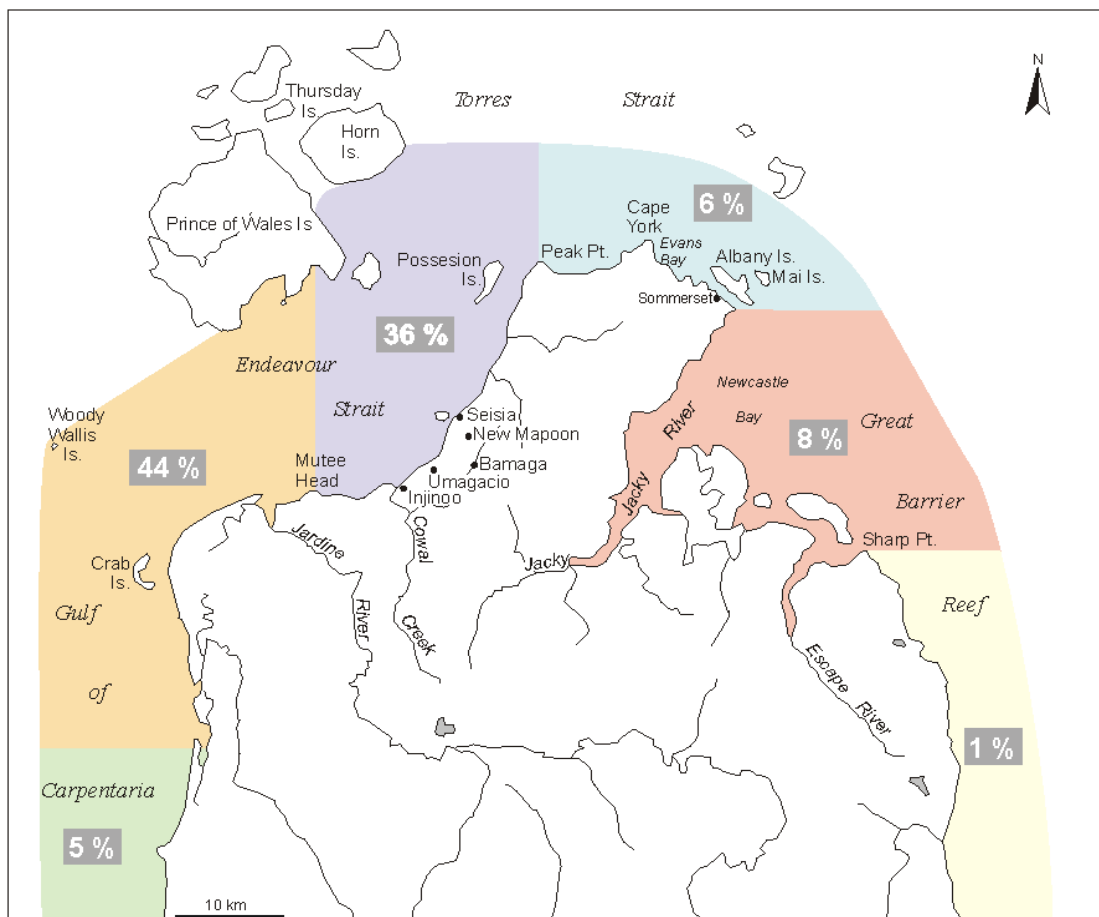 N
Torres Strait
Thursday
Is.
Horn
Is.
Prince of Wales Is
6 %
Cape
York
Evans
Bay
Peak Pt.
Albany Is.
Mai Is.
Possesion
Is.
Sommerset
36 %
Endeavour
Strait
Newcastle
Bay
Woody
Wallis
Is.
44 %
Mutee
Head
Seisia
New Mapoon
Bamaga
Umagacio
Injinoo
River
Jacky
Jacky
8 %
Great
Barrier
Sharp Pt.
Reef
Jardine
River
Cowal
Creek
Crab
Is.
Gulf
of
Carpentaria
Escape River
1 %
5 %
10 km